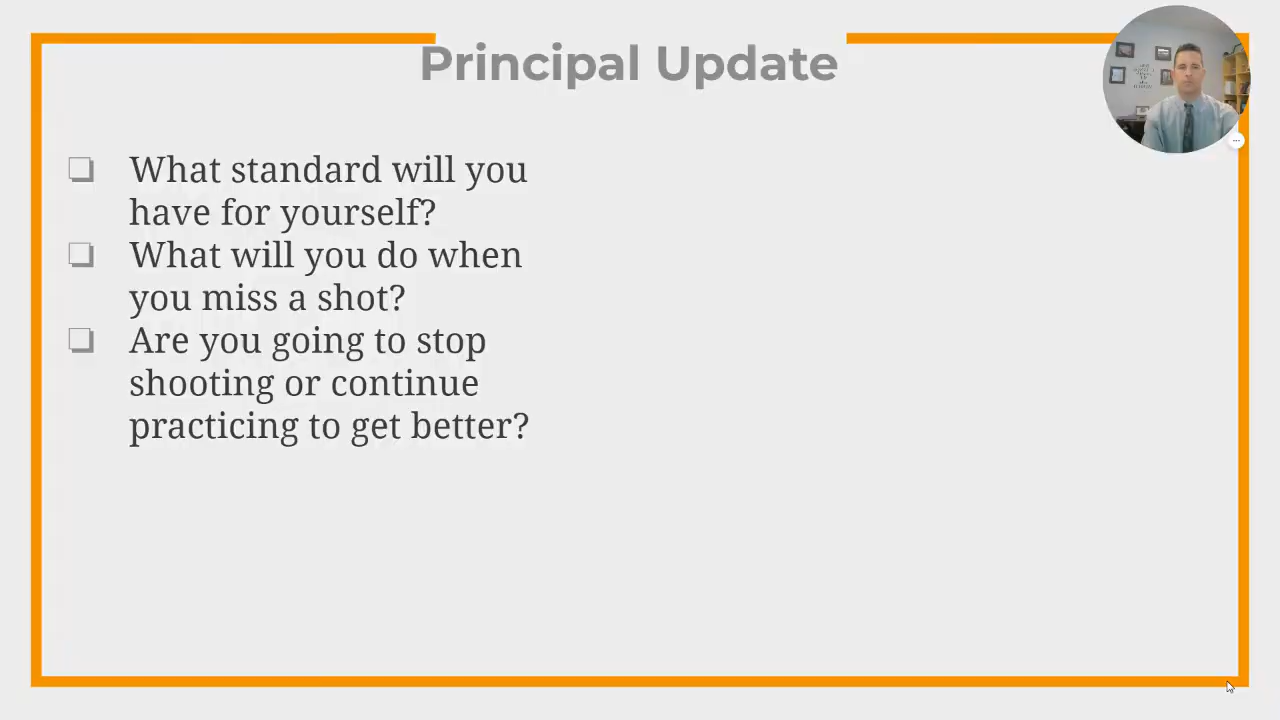 Principal Update
What standard will you
have for yourself?
What will you do when
you miss a shot?
Are you going to stop
shooting or continue
practicing to get better?